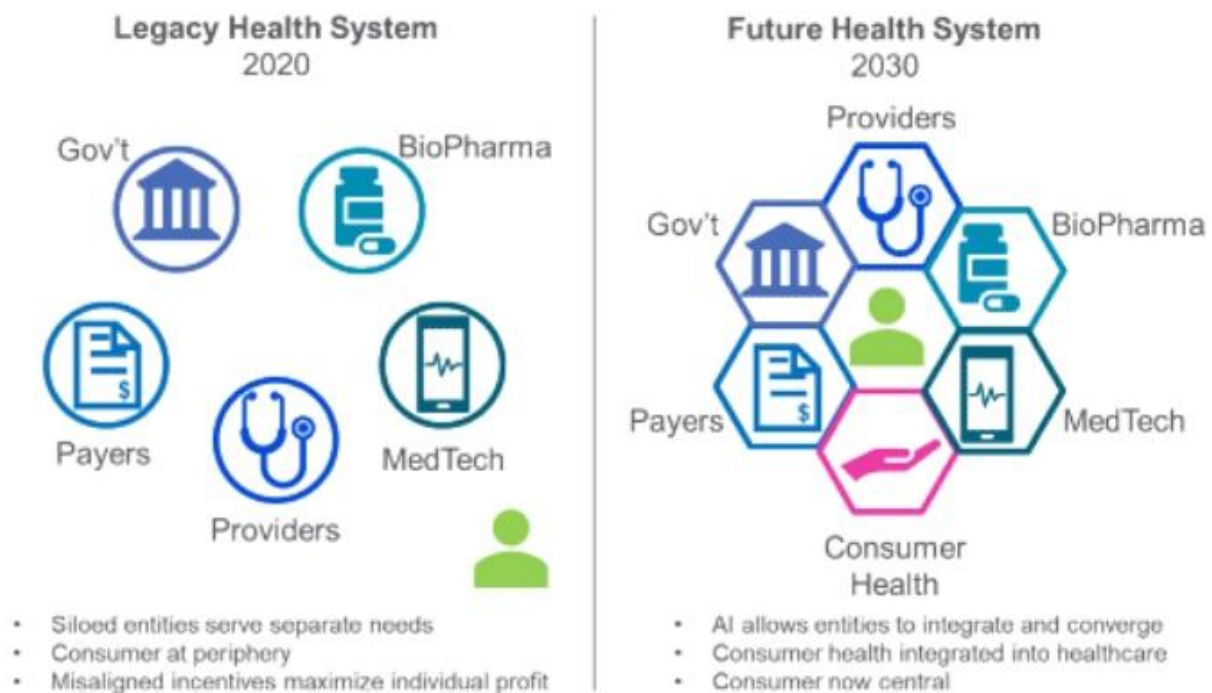 Legacy Health System
2020
Gov't
BioPharma
Payers
$
MedTech
Providers
• Siloed entities serve separate needs
• Consumer at periphery
• Misaligned incentives maximize individual profit
Future Health System
2030
Providers
Gov't
BioPharma
Payers
$
MedTech
Consumer
Health
• AI allows entities to integrate and converge
• Consumer health integrated into healthcare
• Consumer now central